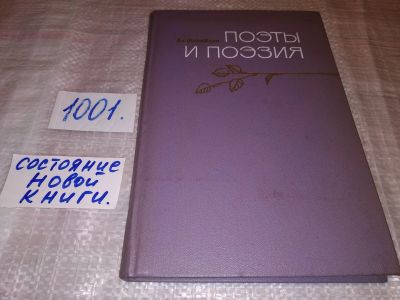 ПОЭТЫ
И ПОЭЗИЯ
1001.
СОСТОЯНИЕ
НОВОЙ
КНИГИ.